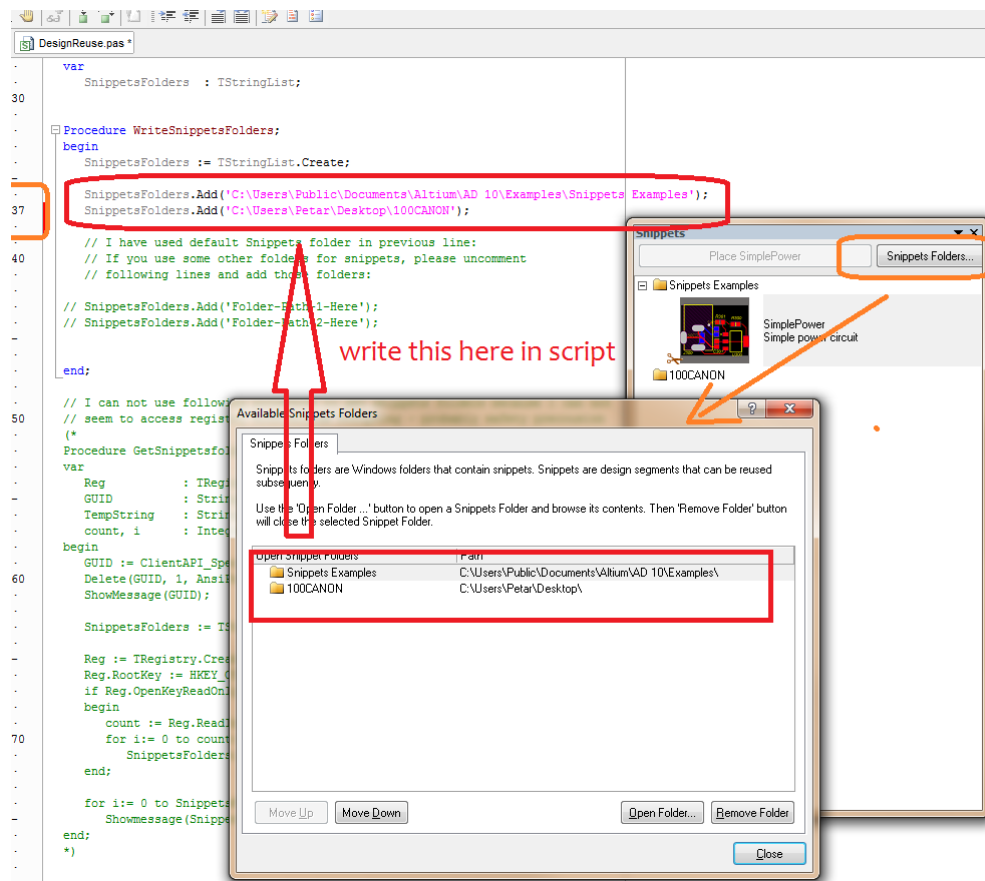 DesignReuse.pas *
var
SnippetsFolders : TStringList;
30
Procedure WriteSnippetsFolders;
begin
SnippetsFolders := TStringList.Create;
SnippetsFolders.Add('C:\Users\Public\Documents\Altium\AD 10\Examples\Snippets Examples');
37 SnippetsFolders.Add('C:\Users\Petar\Desktop\100CANON');
// I have used default Snippets folder in previous line:
40 // If you use some other folders for snippets, please uncomment
// following lines and add those folders:
// SnippetsFolders.Add('Folder-Path-1-Here');
// SnippetsFolders.Add('Folder-Path-2-Here');
end;
write this here in script
Snippets
Place SimplePower
Snippets Folders...
Snippets Examples
SimplePower
Simple power circuit
100CANON
// I can not use follow
50 // seem to access regist
(*
Procedure GetSnippetsfol
var
Reg : TRegi
GUID : Strin
TempString : Strin
count, i : Integ
begin
GUID := ClientAPI_Spe
60 Delete(GUID, 1, Ansi
ShowMessage(GUID);
SnippetsFolders := TS
Reg := TRegistry.Crea
Reg.RootKey := HKEY_
if Reg.OpenKeyReadOnl
begin
count := Reg.Read
70 for i:= 0 to count
SnippetsFolders
end;
for i:= 0 to Snippets
Showmessage(Snippe
end;
*)
Available Snippets Folders
Snippets Folders
Snippets folders are Windows folders that contain snippets. Snippets are design segments that can be reused
subsequently.
Use the 'Open Folder ...' button to open a Snippets Folder and browse its contents. Then 'Remove Folder' button
will close the selected Snippet Folder.
Open Snippet Folders Path
Snippets Examples C:\Users\Public\Documents\Altium\AD 10\Examples\
100CANON C:\Users\Petar\Desktop\
Move Up Move Down Open Folder... Remove Folder
Close